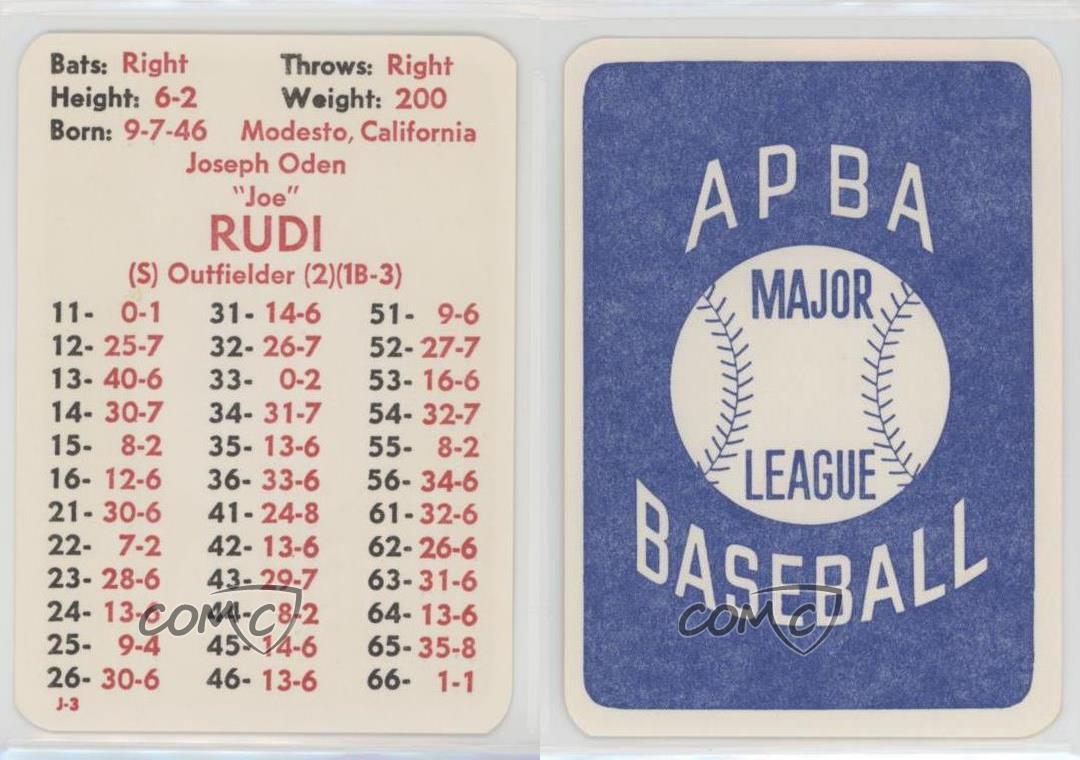 Bats: Right Throws: Right
Height: 6-2 Weight: 200
Born: 9-7-46 Modesto, California
Joseph Oden
"Joe"
RUDI
(S) Outfielder (2)(1B-3)
11- 0-1 31- 14-6 51- 9-6
12- 25-7 32- 26-7 52- 27-7
13- 40-6 33- 0-2 53- 16-6
14- 30-7 34- 31-7 54- 32-7
15- 8-2 35- 13-6 55- 8-2
16- 12-6 36- 33-6 56- 34-6
21- 30-6 41- 24-8 61- 32-6
22- 7-2 42- 13-6 62- 26-6
23- 28-6 43- 29-7 63- 31-6
24- 13-6 44- 8-2 64- 13-6
25- 9-4 45- 14-6 65- 35-8
26- 30-6 46- 13-6 66- 1-1
J-3
COMC
APBA
MAJOR
LEAGUE
BASEBALL
COMC